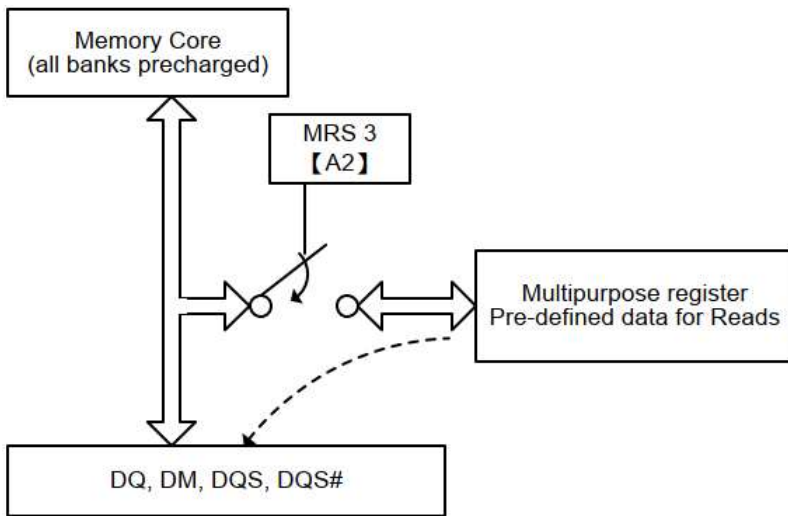 Memory Core
(all banks precharged)
MRS 3
【A2】
Multipurpose register
Pre-defined data for Reads
DQ, DM, DQS, DQS#